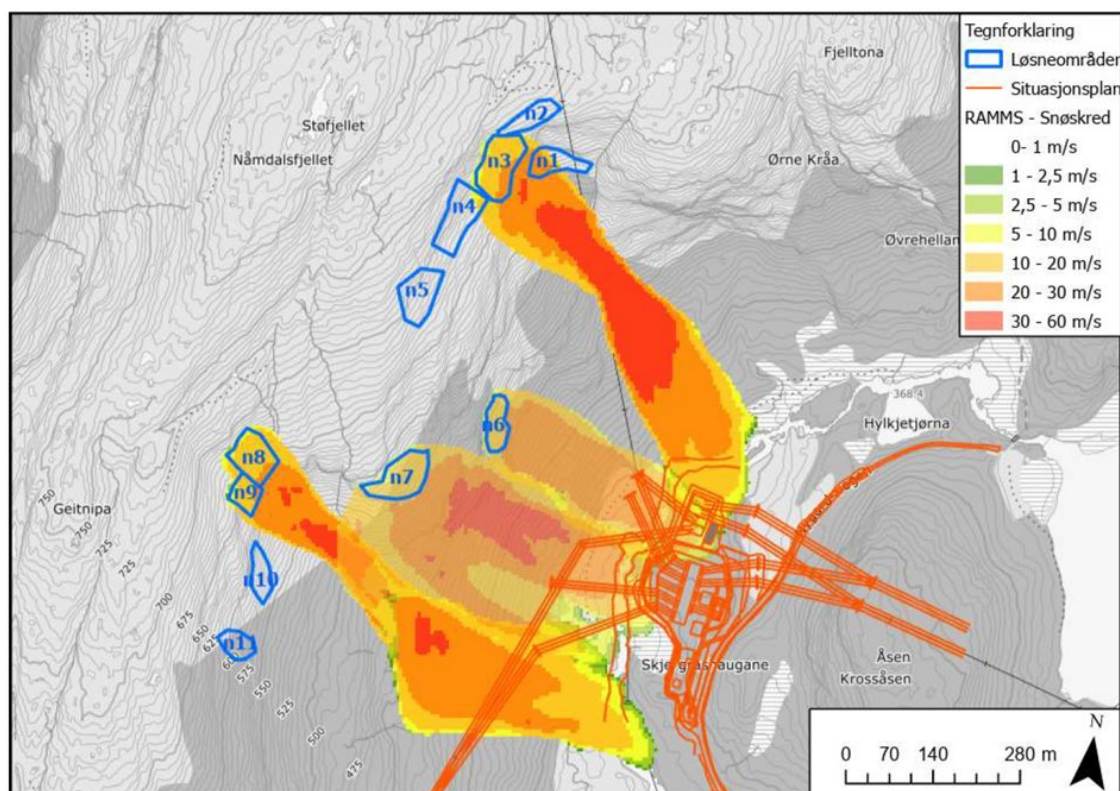 Tegnforklaring
Løsneområder
Situasjonsplan
RAMMS - Snøskred
0- 1 m/s
1 - 2,5 m/s
2,5 - 5 m/s
5 - 10 m/s
10 - 20 m/s
20 - 30 m/s
30 - 60 m/s
Fjelltona
Støfjellet
Nåmdalsfjellet
Ørne Kråa
Øvrehellan
n2
n3
n1
n4
n5
368.4
Hylkjetjørna
n6
n8
n7
n9
Geitnipa
750
750
725
725
n10
700
675
650
625
600
575
550
525
500
475
n11
Åsen
Krossåsen
N
0 70 140 280 m